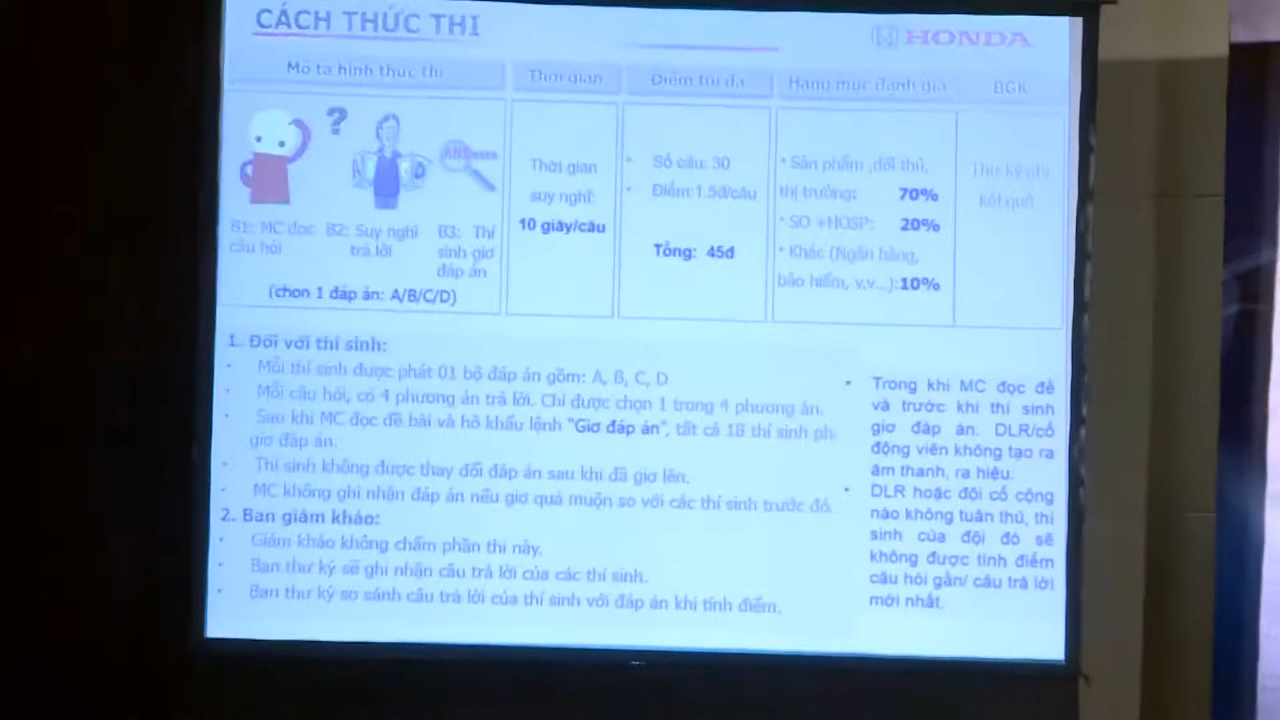 CÁCH THỨC THI
HONDA
Mô tả hình thức thi
Thời gian
Điểm tối đa
Hạng mục đánh giá
BGK
?
B1: MC đọc
câu hỏi
B2: Suy nghĩ
trả lời
B3: Thí
sinh giơ
đáp án
(chọn 1 đáp án: A/B/C/D)
Thời gian
suy nghĩ:
10 giây/câu
• Số câu: 30
• Điểm:1.5đ/câu
Tổng: 45đ
• Sản phẩm ,đối thủ,
thị trường: 70%
• SO +HOSP: 20%
• Khác (Ngân hàng,
bảo hiểm, v.v...):10%
Thư ký ghi
kết quả
1. Đối với thí sinh:
• Mỗi thí sinh được phát 01 bộ đáp án gồm: A, B, C, D
• Mỗi câu hỏi, có 4 phương án trả lời. Chỉ được chọn 1 trong 4 phương án.
• Sau khi MC đọc đề bài và hô khẩu lệnh "Giơ đáp án", tất cả 18 thí sinh ph
giơ đáp án.
• Thí sinh không được thay đổi đáp án sau khi đã giơ lên.
• MC không ghi nhận đáp án nếu giơ quá muộn so với các thí sinh trước đó.
2. Ban giám khảo:
• Giám khảo không chấm phần thi này.
• Ban thư ký sẽ ghi nhận câu trả lời của các thí sinh.
• Ban thư ký so sánh câu trả lời của thí sinh với đáp án khi tính điểm.
• Trong khi MC đọc đề
và trước khi thí sinh
giơ đáp án. DLR/cổ
động viên không tạo ra
âm thanh, ra hiệu.
• DLR hoặc đội cổ cộng
nào không tuân thủ, thí
sinh của đội đó sẽ
không được tính điểm
câu hỏi gần/ câu trả lời
mới nhất.